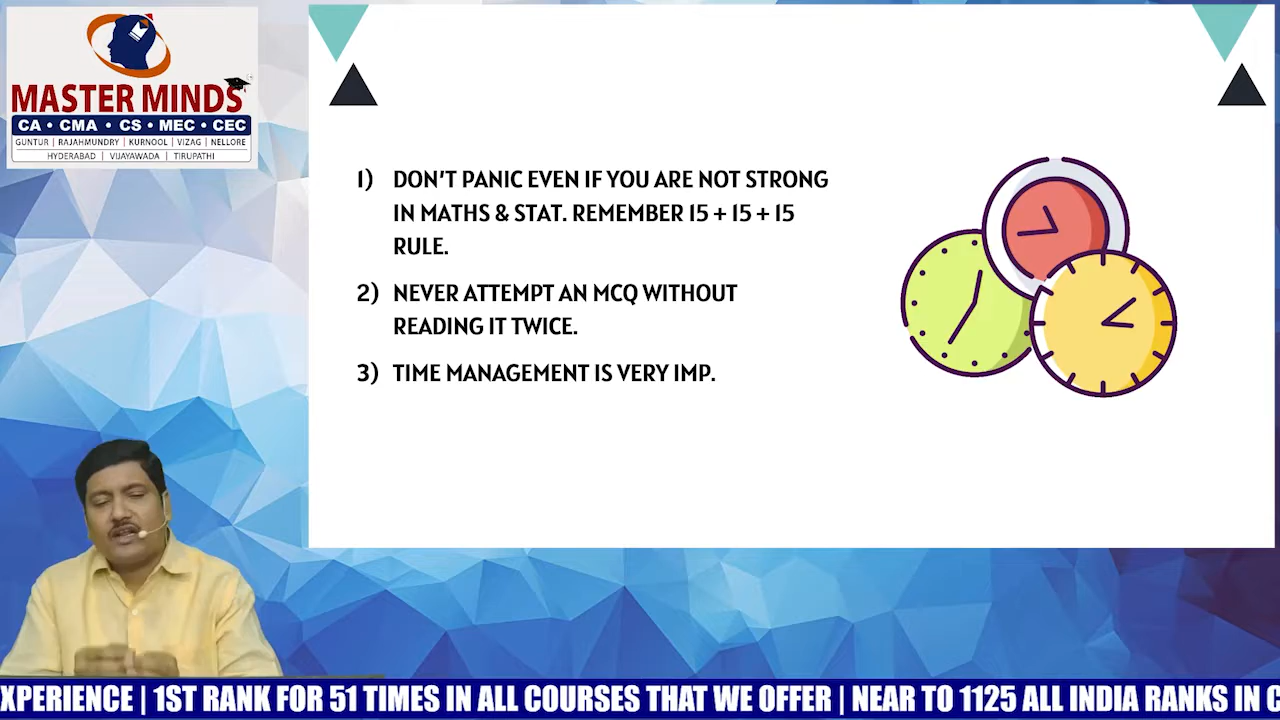 MASTER MINDS
CA • CMA • CS • MEC • CEC
GUNTUR | RAJAHMUNDRY | KURNOOL | VIZAG | NELLORE
HYDERABAD | VIJAYAWADA | TIRUPATHI
1) DON'T PANIC EVEN IF YOU ARE NOT STRONG
IN MATHS & STAT. REMEMBER 15 + 15 + 15
RULE.
2) NEVER ATTEMPT AN MCQ WITHOUT
READING IT TWICE.
3) TIME MANAGEMENT IS VERY IMP.
XPERIENCE | 1ST RANK FOR 51 TIMES IN ALL COURSES THAT WE OFFER | NEAR TO 1125 ALL INDIA RANKS IN C